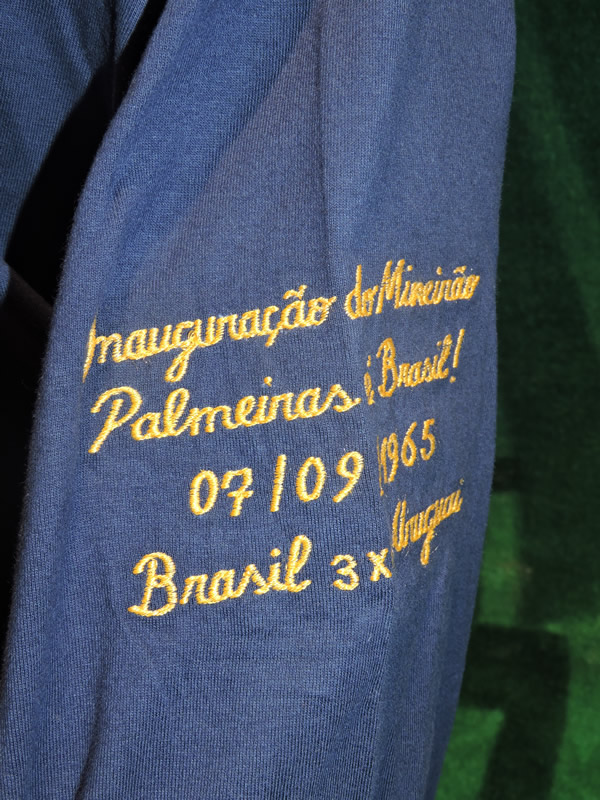 Inauguração do Mineirão
Palmeiras é Brasil!
07/09 1965
Brasil 3 x Uruguai